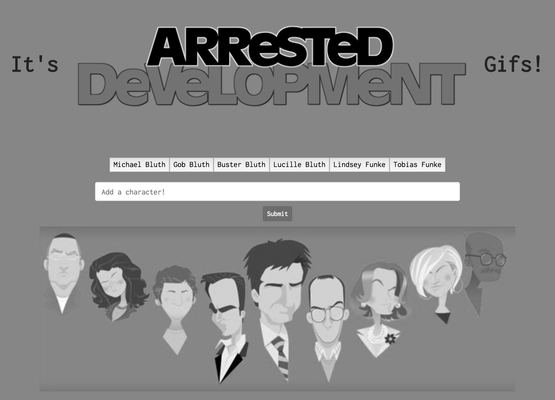 It's ARReSTeD DeVeLOPMeNT Gifs!
Michael Bluth Gob Bluth Buster Bluth Lucille Bluth Lindsey Funke Tobias Funke
Add a character!
Submit